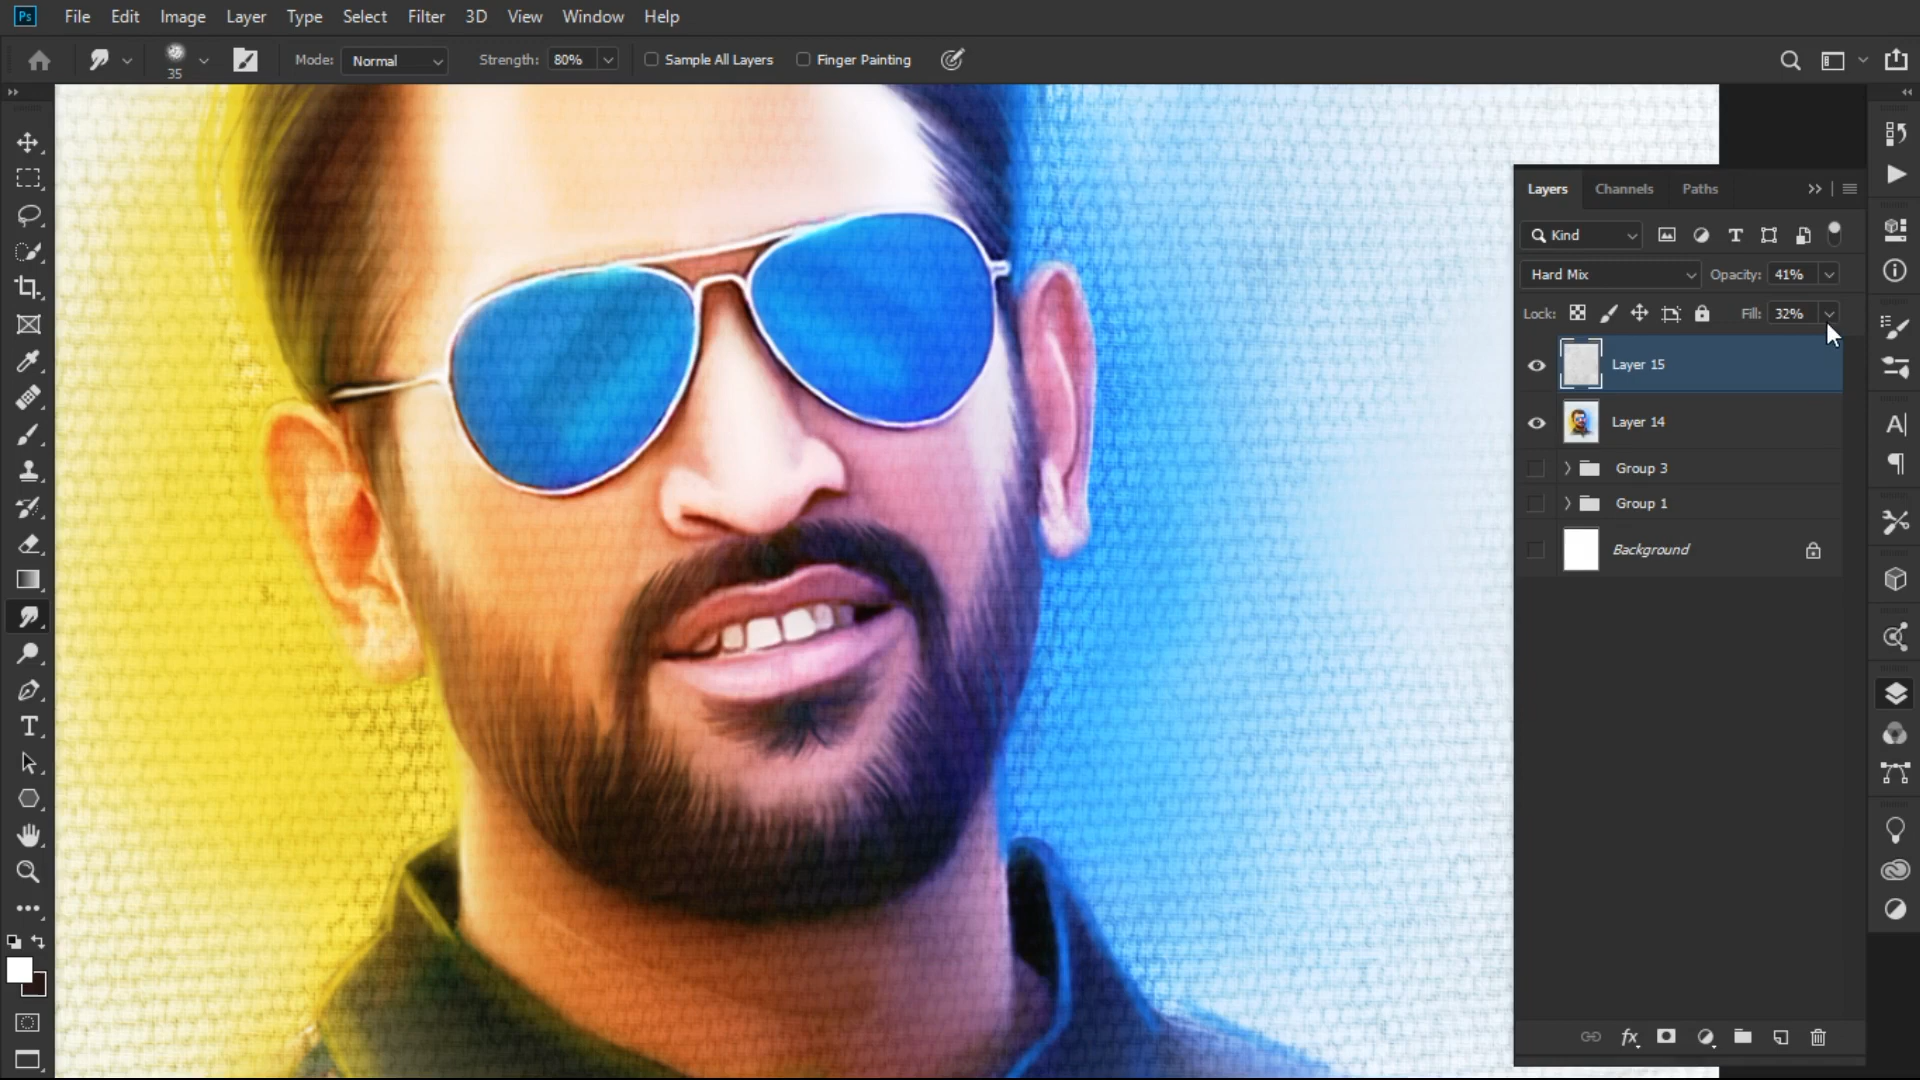 Ps File Edit Image Layer Type Select Filter 3D View Window Help
35 Mode: Normal Strength: 80% Sample All Layers Finger Painting
Layers Channels Paths
Kind
Hard Mix Opacity: 41%
Lock: Fill: 32%
Layer 15
Layer 14
Group 3
Group 1
Background
fx